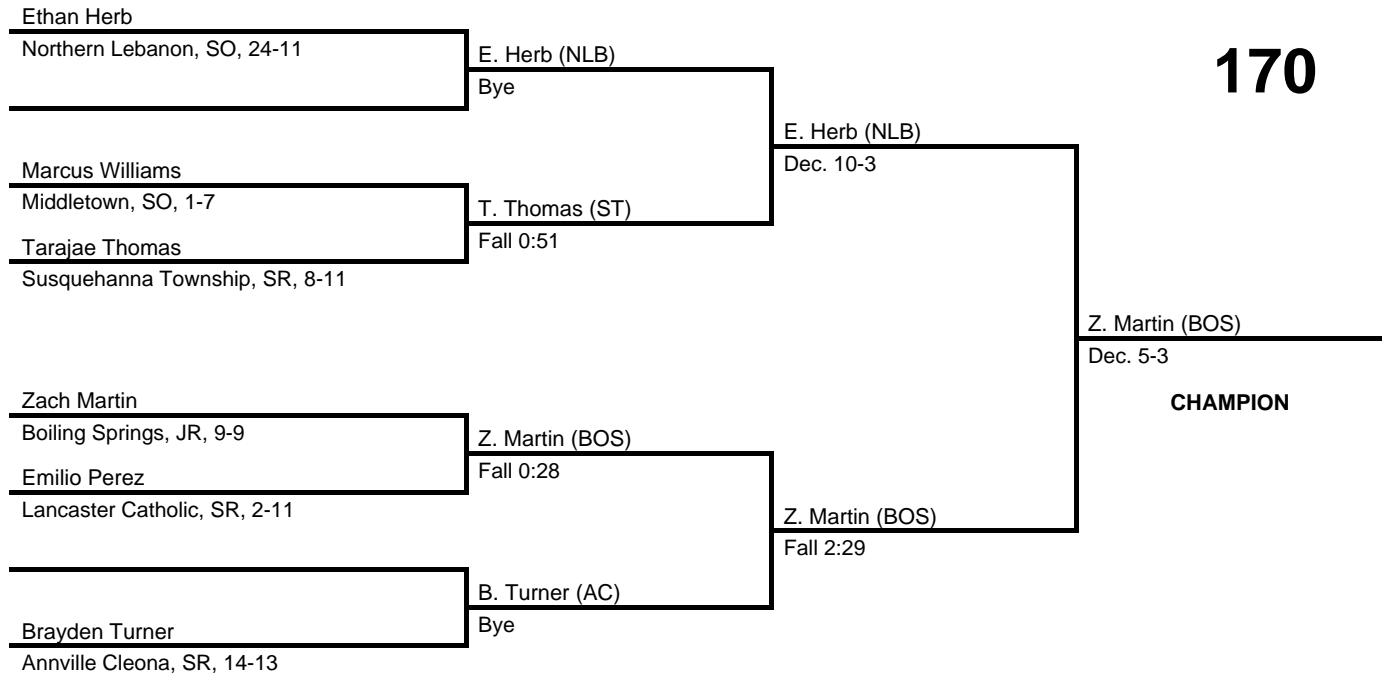 Ethan Herb
Northern Lebanon, SO, 24-11
E. Herb (NLB)
Bye
170
E. Herb (NLB)
Dec. 10-3
Marcus Williams
Middletown, SO, 1-7
T. Thomas (ST)
Fall 0:51
Tarajae Thomas
Susquehanna Township, SR, 8-11
Z. Martin (BOS)
Dec. 5-3
CHAMPION
Zach Martin
Boiling Springs, JR, 9-9
Z. Martin (BOS)
Fall 0:28
Emilio Perez
Lancaster Catholic, SR, 2-11
Z. Martin (BOS)
Fall 2:29
B. Turner (AC)
Bye
Brayden Turner
Annville Cleona, SR, 14-13